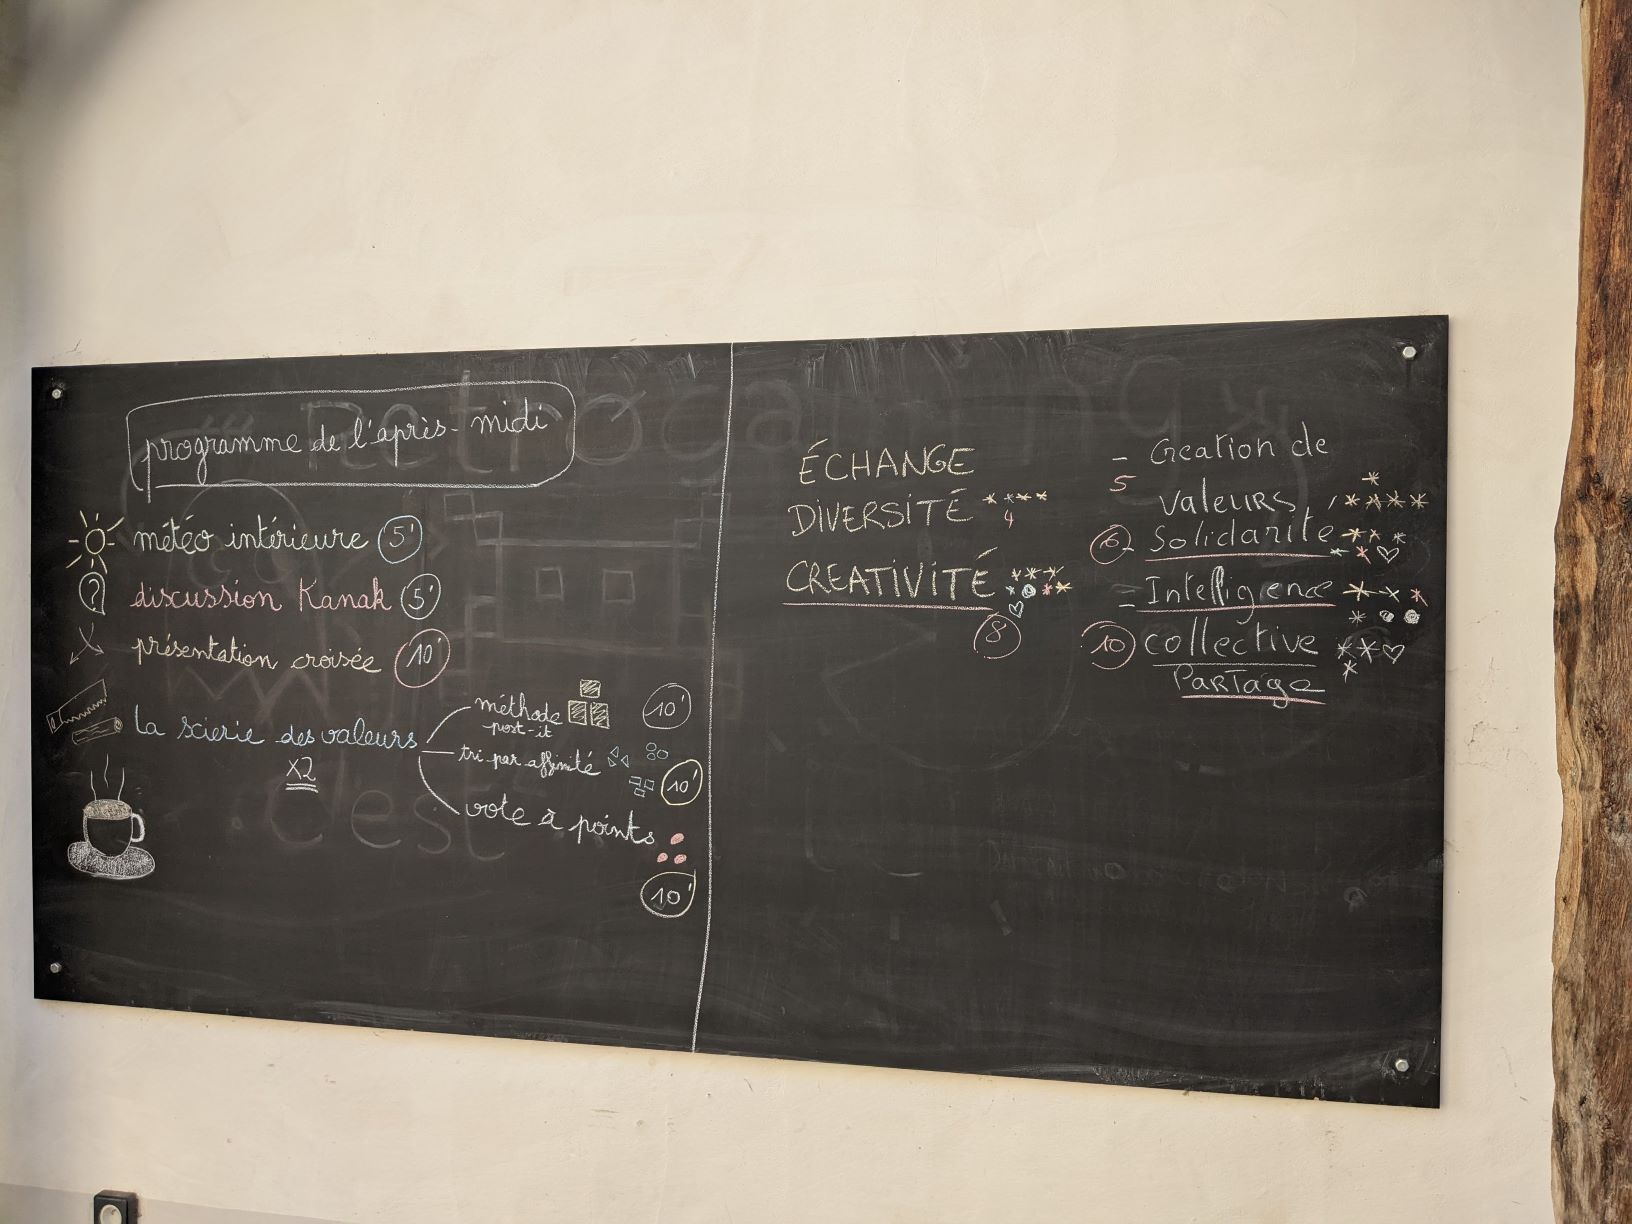 programme de l'après-midi
météo intérieure 5'
? discussion Kanak 5'
présentation croisée 10'
la scierie des valeurs
x2
méthode
post-it
10'
tri par affinité
10'
vote à points
10'
ÉCHANGE
DIVERSITÉ
4
CREATIVITÉ
8
- Creation de
5
valeurs
6 - Solidarite
- Intelligence
10 collective
Partage